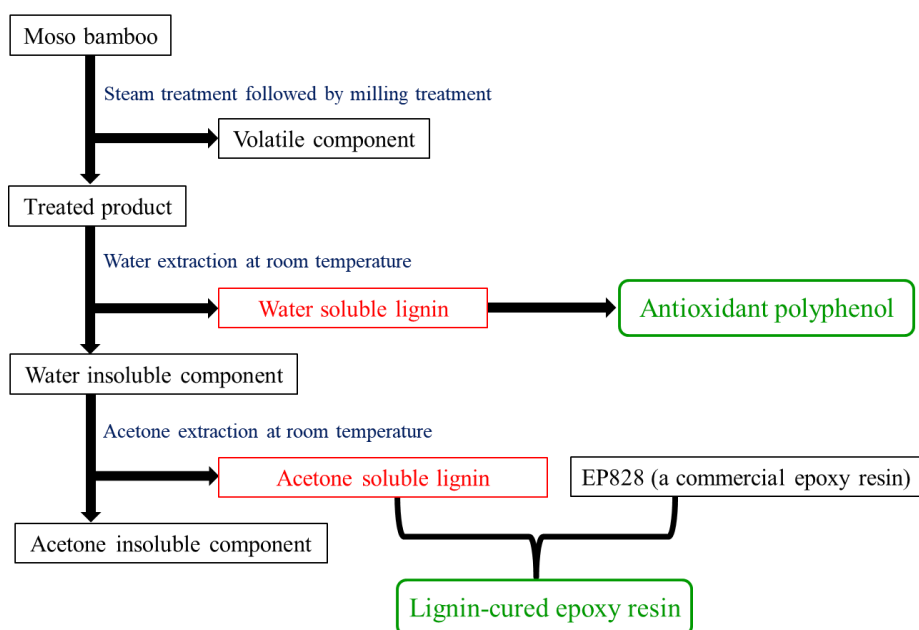 Moso bamboo
Steam treatment followed by milling treatment
Volatile component
Treated product
Water extraction at room temperature
Water soluble lignin
Antioxidant polyphenol
Water insoluble component
Acetone extraction at room temperature
Acetone soluble lignin
EP828 (a commercial epoxy resin)
Acetone insoluble component
Lignin-cured epoxy resin